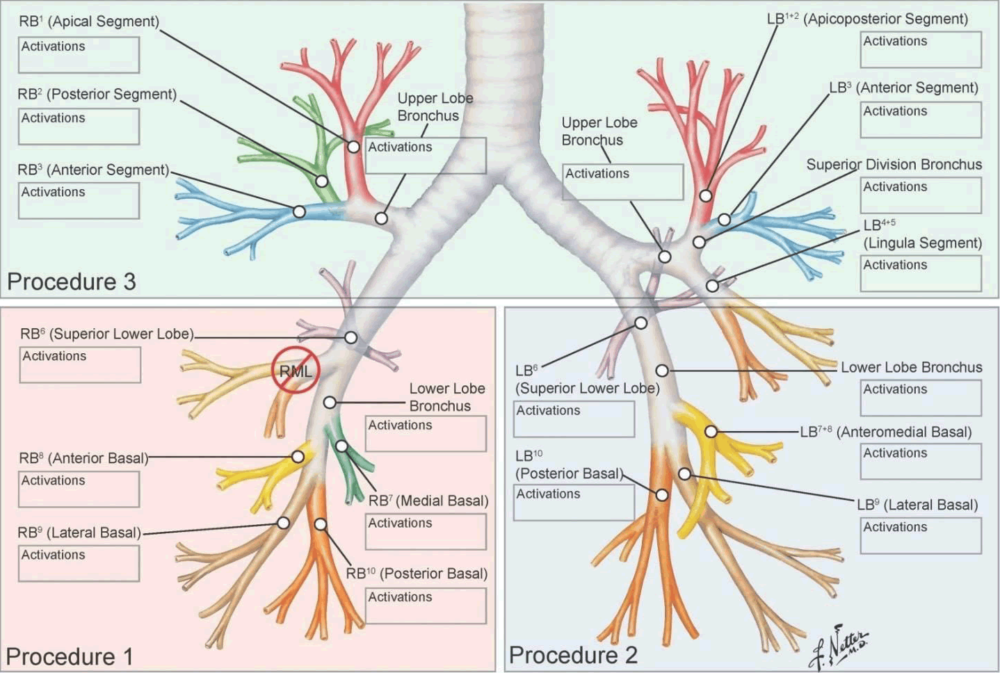 RB¹ (Apical Segment)
Activations
RB² (Posterior Segment)
Activations
RB³ (Anterior Segment)
Activations
Upper Lobe
Bronchus
Activations
Procedure 3
Upper Lobe
Bronchus
Activations
LB¹⁺² (Apicoposterior Segment)
Activations
LB³ (Anterior Segment)
Activations
Superior Division Bronchus
Activations
LB⁴⁺⁵
(Lingula Segment)
Activations
RB⁶ (Superior Lower Lobe)
Activations
RML
Lower Lobe
Bronchus
Activations
RB⁸ (Anterior Basal)
Activations
RB⁷ (Medial Basal)
Activations
RB⁹ (Lateral Basal)
Activations
RB¹⁰ (Posterior Basal)
Activations
Procedure 1
LB⁶
(Superior Lower Lobe)
Activations
Lower Lobe Bronchus
Activations
LB⁷⁺⁸ (Anteromedial Basal)
Activations
LB¹⁰
(Posterior Basal)
Activations
LB⁹ (Lateral Basal)
Activations
Procedure 2
F. Netter
M.D.